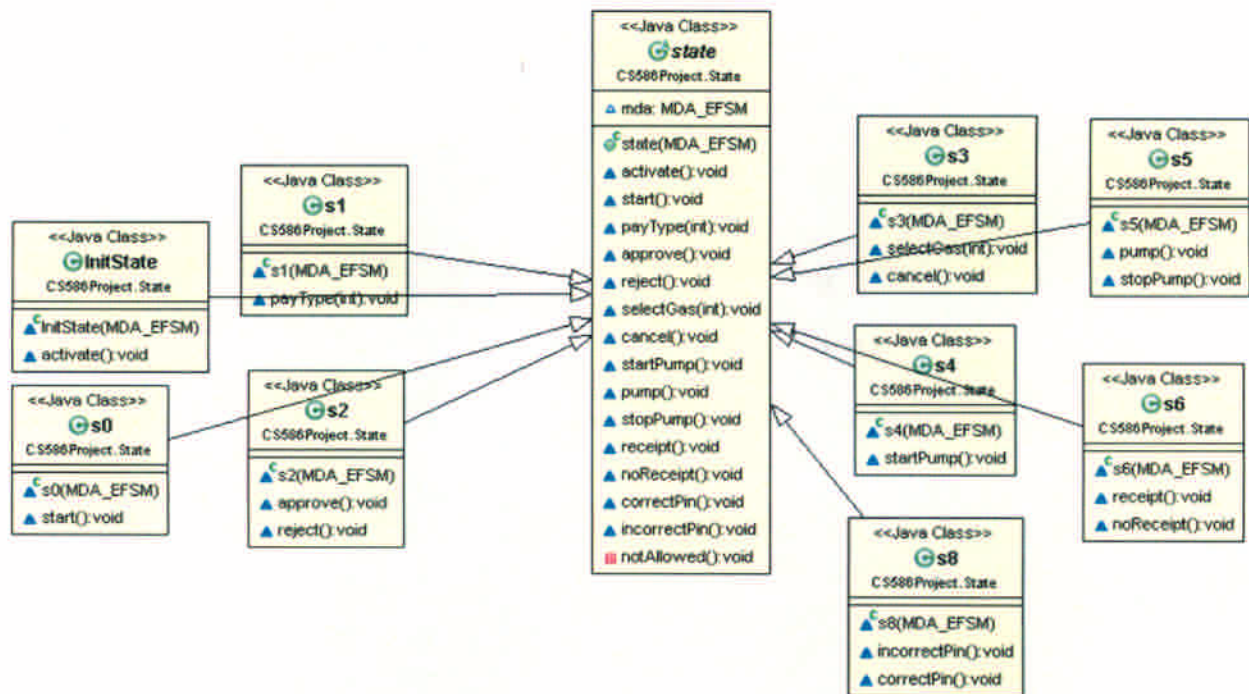 <<Java Class>>
state
CS586Project.State
mda: MDA_EFSM
state(MDA_EFSM)
activate():void
start():void
payType(int):void
approve():void
reject():void
selectGas(int):void
cancel():void
startPump():void
pump():void
stopPump():void
receipt():void
noReceipt():void
correctPin():void
incorrectPin():void
notAllowed():void
<<Java Class>>
s1
CS586Project.State
s1(MDA_EFSM)
payType(int):void
<<Java Class>>
InitState
CS586Project.State
InitState(MDA_EFSM)
activate():void
<<Java Class>>
s0
CS586Project.State
s0(MDA_EFSM)
start():void
<<Java Class>>
s2
CS586Project.State
s2(MDA_EFSM)
approve():void
reject():void
<<Java Class>>
s3
CS586Project.State
s3(MDA_EFSM)
selectGas(int):void
cancel():void
<<Java Class>>
s5
CS586Project.State
s5(MDA_EFSM)
pump():void
stopPump():void
<<Java Class>>
s4
CS586Project.State
s4(MDA_EFSM)
startPump():void
<<Java Class>>
s6
CS586Project.State
s6(MDA_EFSM)
receipt():void
noReceipt():void
<<Java Class>>
s8
CS586Project.State
s8(MDA_EFSM)
incorrectPin():void
correctPin():void